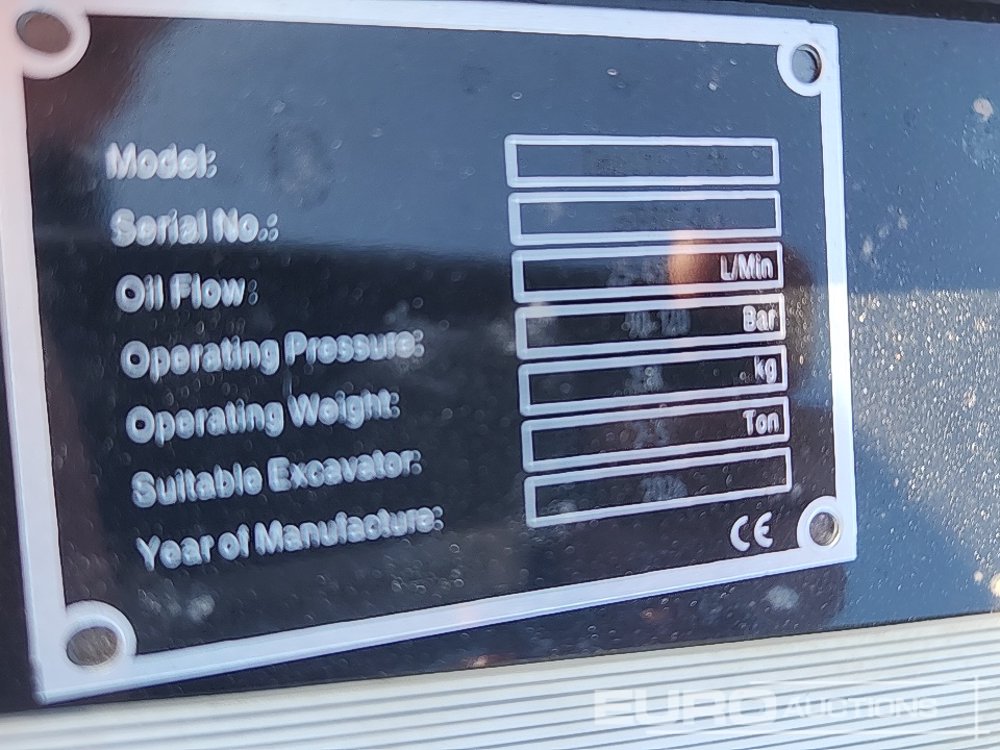 Model:
Serial No.:
Oil Flow: L/Min
Operating Pressure: Bar
Operating Weight: kg
Suitable Excavator: Ton
Year of Manufacture:
CE
EURO AUCTIONS